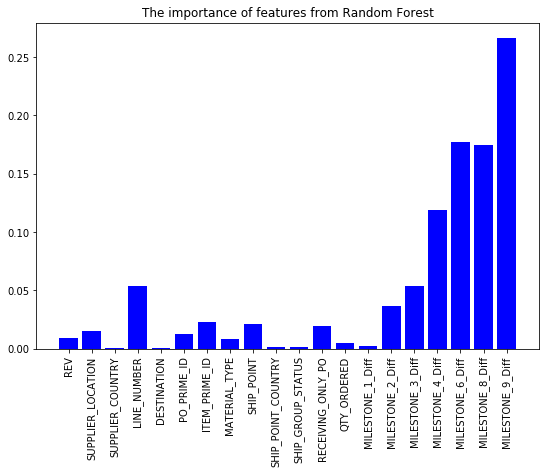 The importance of features from Random Forest
0.25
0.20
0.15
0.10
0.05
0.00
REV
SUPPLIER_LOCATION
SUPPLIER_COUNTRY
LINE_NUMBER
DESTINATION
PO_PRIME_ID
ITEM_PRIME_ID
MATERIAL_TYPE
SHIP_POINT
SHIP_POINT_COUNTRY
SHIP_GROUP_STATUS
RECEIVING_ONLY_PO
QTY_ORDERED
MILESTONE_1_Diff
MILESTONE_2_Diff
MILESTONE_3_Diff
MILESTONE_4_Diff
MILESTONE_6_Diff
MILESTONE_8_Diff
MILESTONE_9_Diff